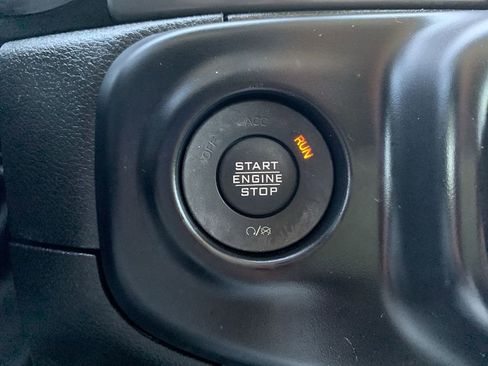 OFF ACC RUN
START
ENGINE
STOP